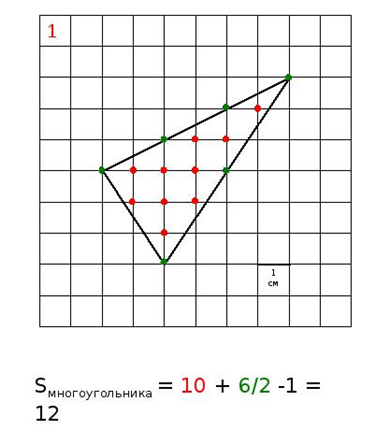 1
1
см
Sмногоугольника = 10 + 6/2 -1 =
12